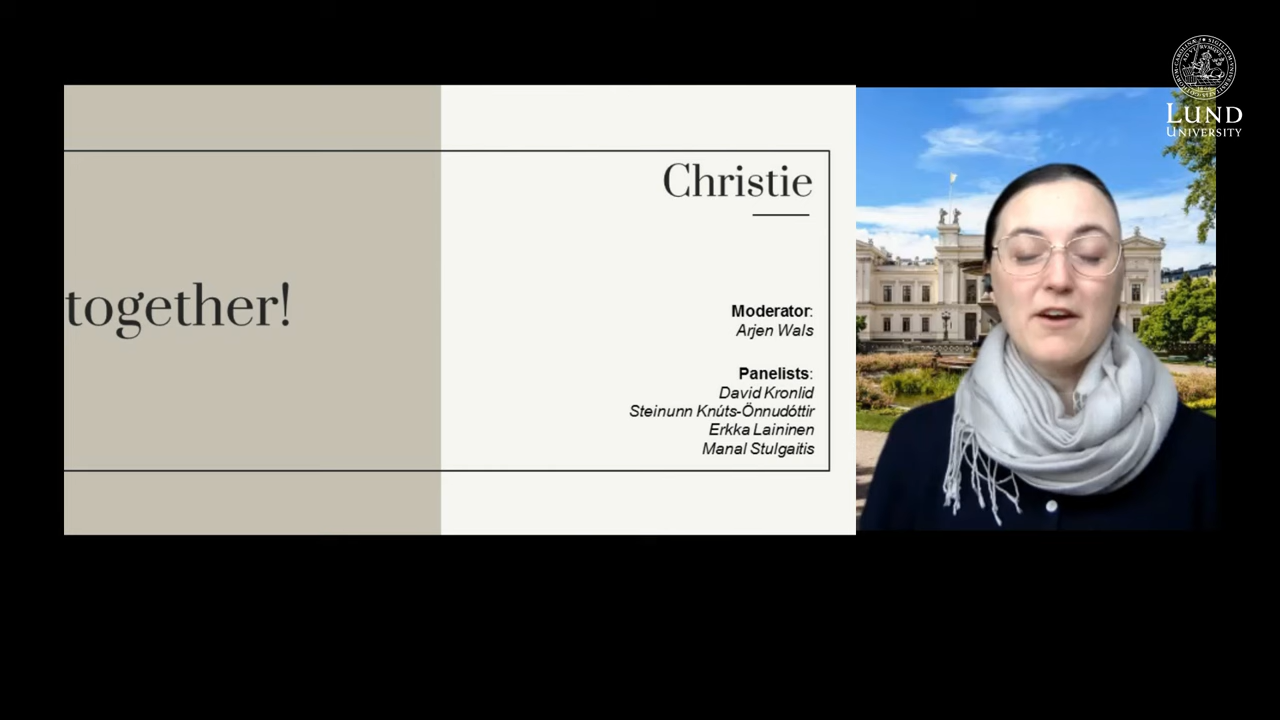 together!
Christie
Moderator:
Arjen Wals
Panelists:
David Kronlid
Steinunn Knúts-Önnudóttir
Erkka Laininen
Manal Stulgaitis
LUND
UNIVERSITY